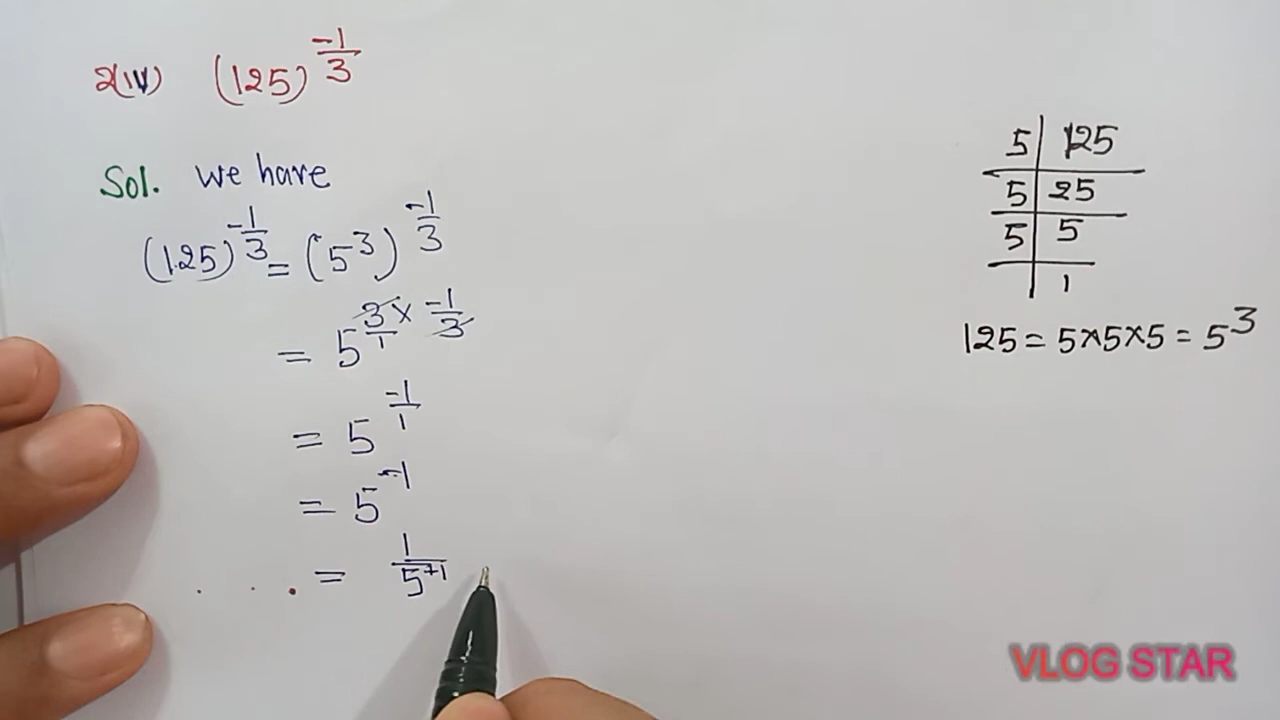 2(iv) (125)^{-1/3}
Sol. we have
(125)^{-1/3} = (5^3)^{-1/3}
= 5^{3/1 × -1/3}
= 5^{-1/1}
= 5^{-1}
= 1/5^{+1}
5 | 125
5 | 25
5 | 5
| 1
125 = 5×5×5 = 5^3
VLOG STAR